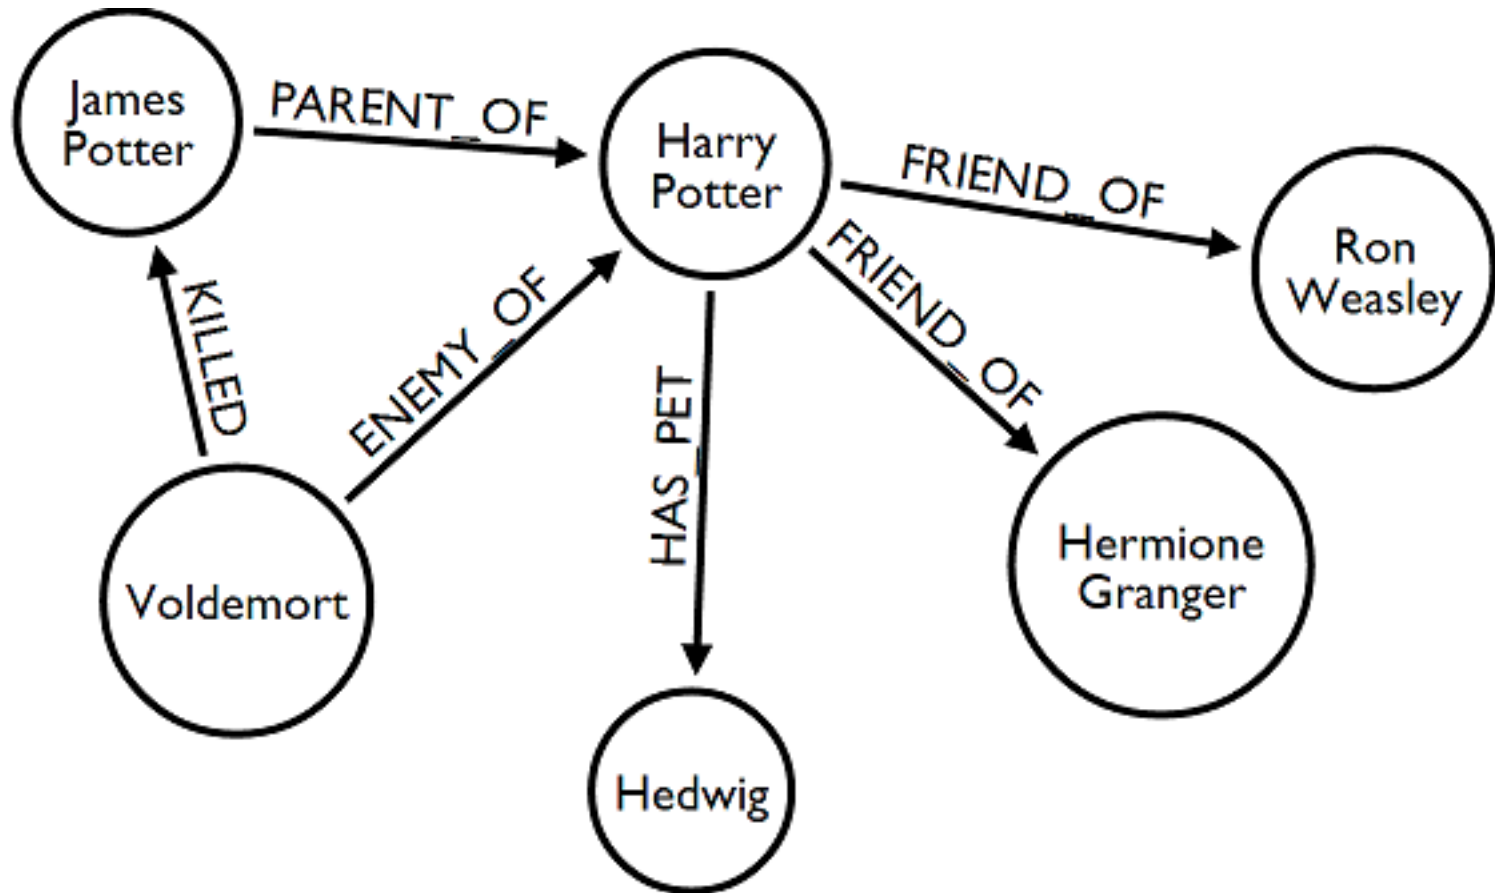 James
Potter
PARENT_OF
Harry
Potter
FRIEND_OF
Ron
Weasley
FRIEND_OF
KILLED
ENEMY_OF
HAS_PET
Hermione
Granger
Voldemort
Hedwig